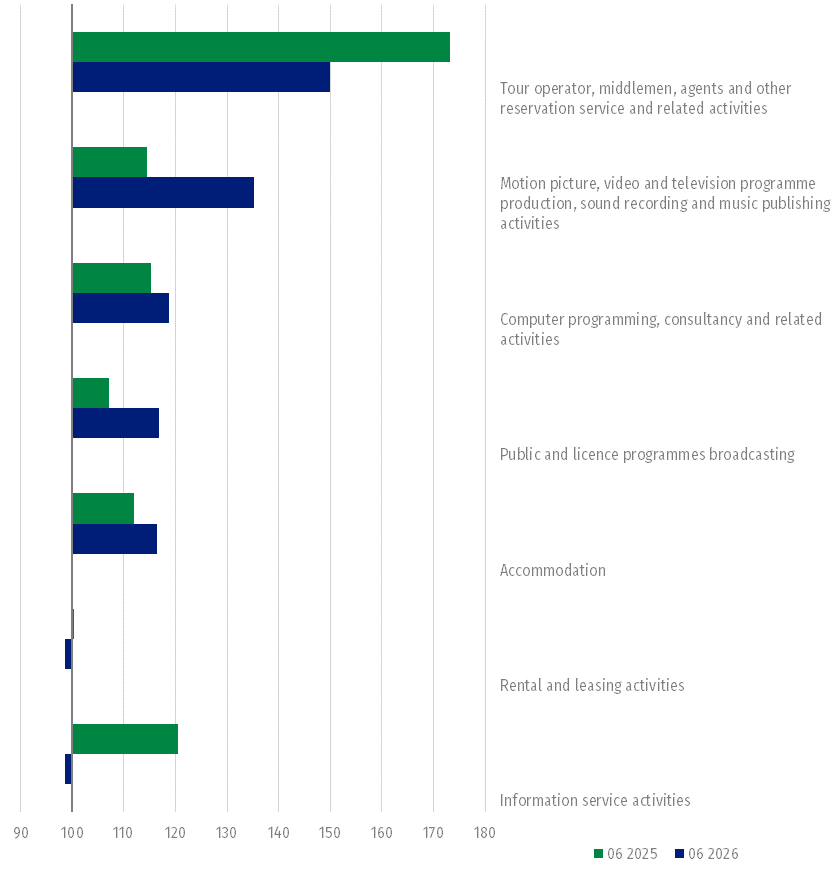 Tour operator, middlemen, agents and other
reservation service and related activities
Motion picture, video and television programme
production, sound recording and music publishing
activities
Computer programming, consultancy and related
activities
Public and licence programmes broadcasting
Accommodation
Rental and leasing activities
Information service activities
90 100 110 120 130 140 150 160 170 180
06 2025 06 2026